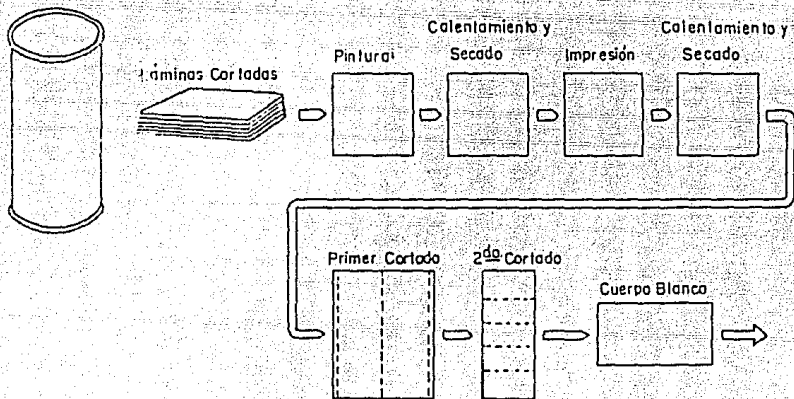 Láminas Cortadas
Pintura
Calentamiento y
Secado
Impresión
Calentamiento y
Secado
Primer Cortado
2do Cortado
Cuerpo Blanco